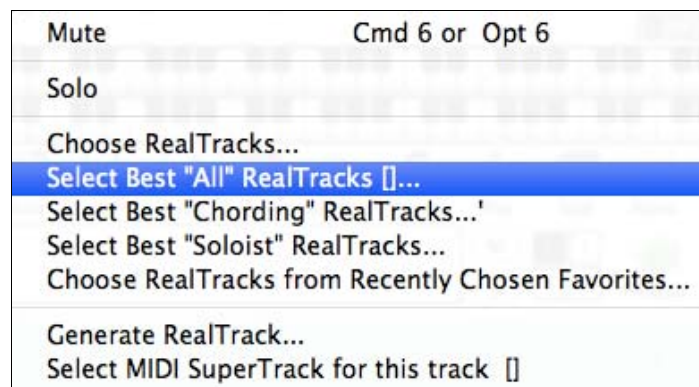 Mute Cmd 6 or Opt 6
Solo
Choose RealTracks...
Select Best "All" RealTracks []...
Select Best "Chording" RealTracks...'
Select Best "Soloist" RealTracks...
Choose RealTracks from Recently Chosen Favorites...
Generate RealTrack...
Select MIDI SuperTrack for this track []